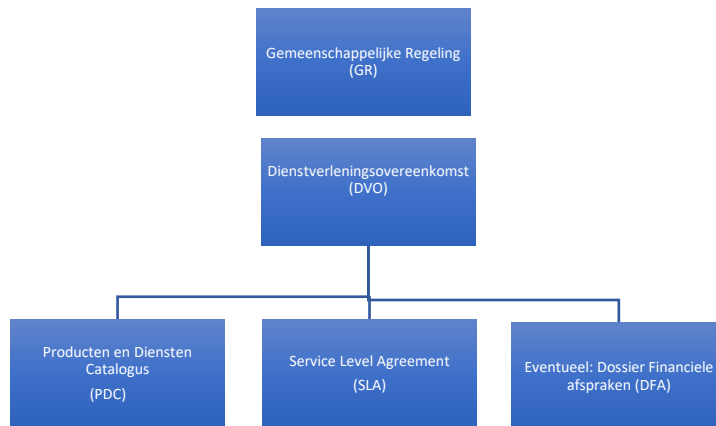 Gemeenschappelijke Regeling
(GR)
Dienstverleningsovereenkomst
(DVO)
Producten en Diensten
Catalogus
(PDC)
Service Level Agreement
(SLA)
Eventueel: Dossier Financiele
afspraken (DFA)